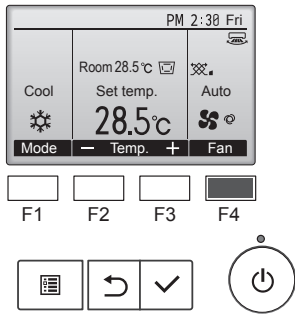 PM 2:30 Fri
Room 28.5℃
Cool Set temp. Auto
28.5℃
Mode — Temp. + Fan
F1 F2 F3 F4